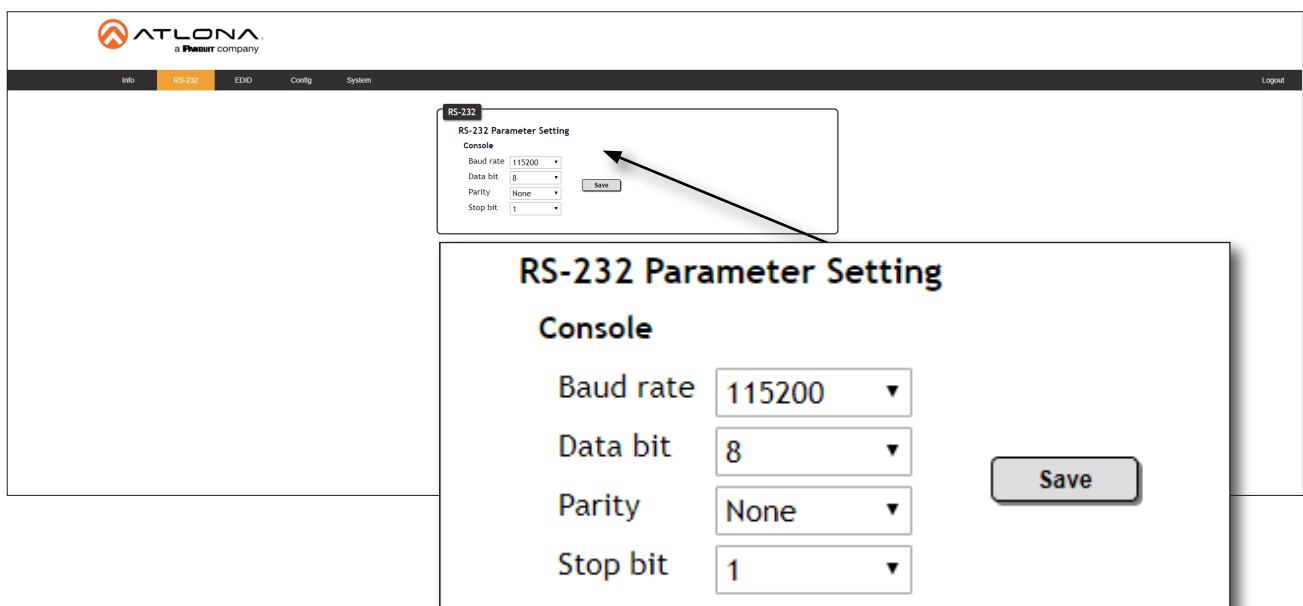 ATLONA.
a PANDUIT company
Info RS-232 EDID Config System Logout
RS-232
RS-232 Parameter Setting
Console
Baud rate 115200
Data bit 8
Save
Parity None
Stop bit 1
RS-232 Parameter Setting
Console
Baud rate 115200
Data bit 8
Save
Parity None
Stop bit 1